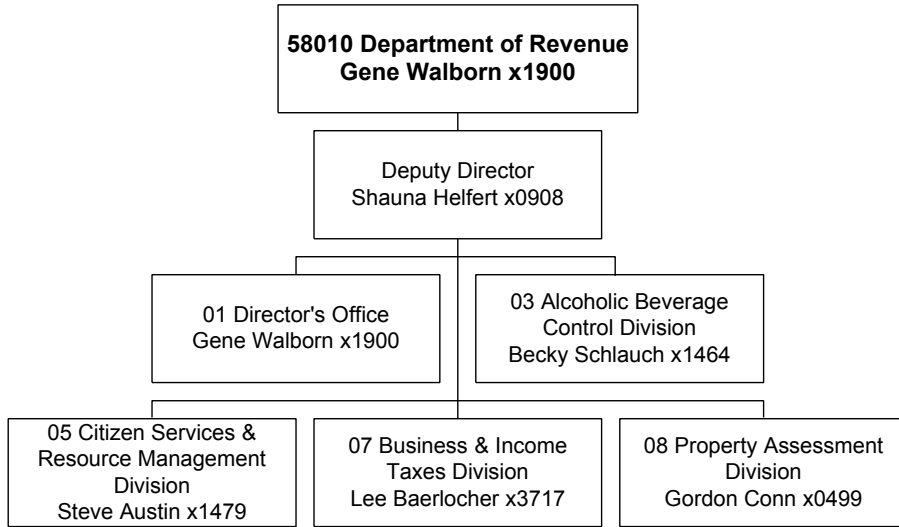 58010 Department of Revenue
Gene Walborn x1900
Deputy Director
Shauna Helfert x0908
01 Director's Office
Gene Walborn x1900
03 Alcoholic Beverage
Control Division
Becky Schlauch x1464
05 Citizen Services &
Resource Management
Division
Steve Austin x1479
07 Business & Income
Taxes Division
Lee Baerlocher x3717
08 Property Assessment
Division
Gordon Conn x0499